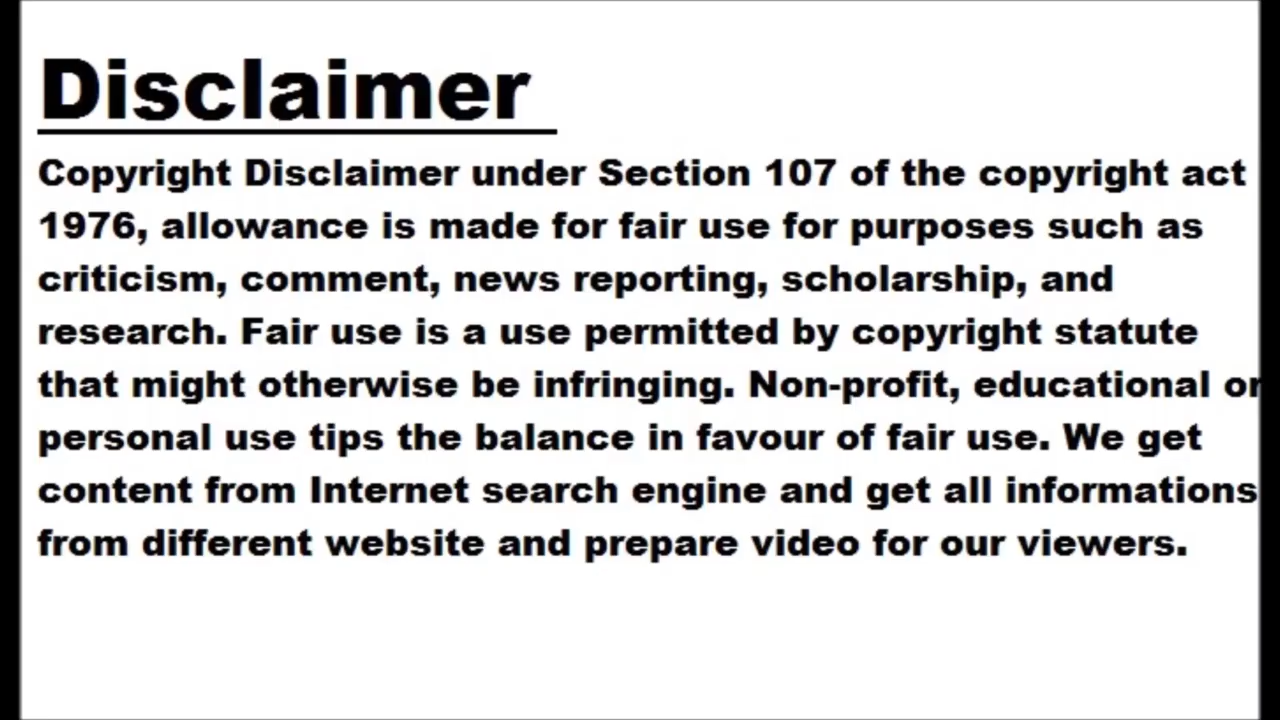 Disclaimer
Copyright Disclaimer under Section 107 of the copyright act
1976, allowance is made for fair use for purposes such as
criticism, comment, news reporting, scholarship, and
research. Fair use is a use permitted by copyright statute
that might otherwise be infringing. Non-profit, educational or
personal use tips the balance in favour of fair use. We get
content from Internet search engine and get all informations
from different website and prepare video for our viewers.